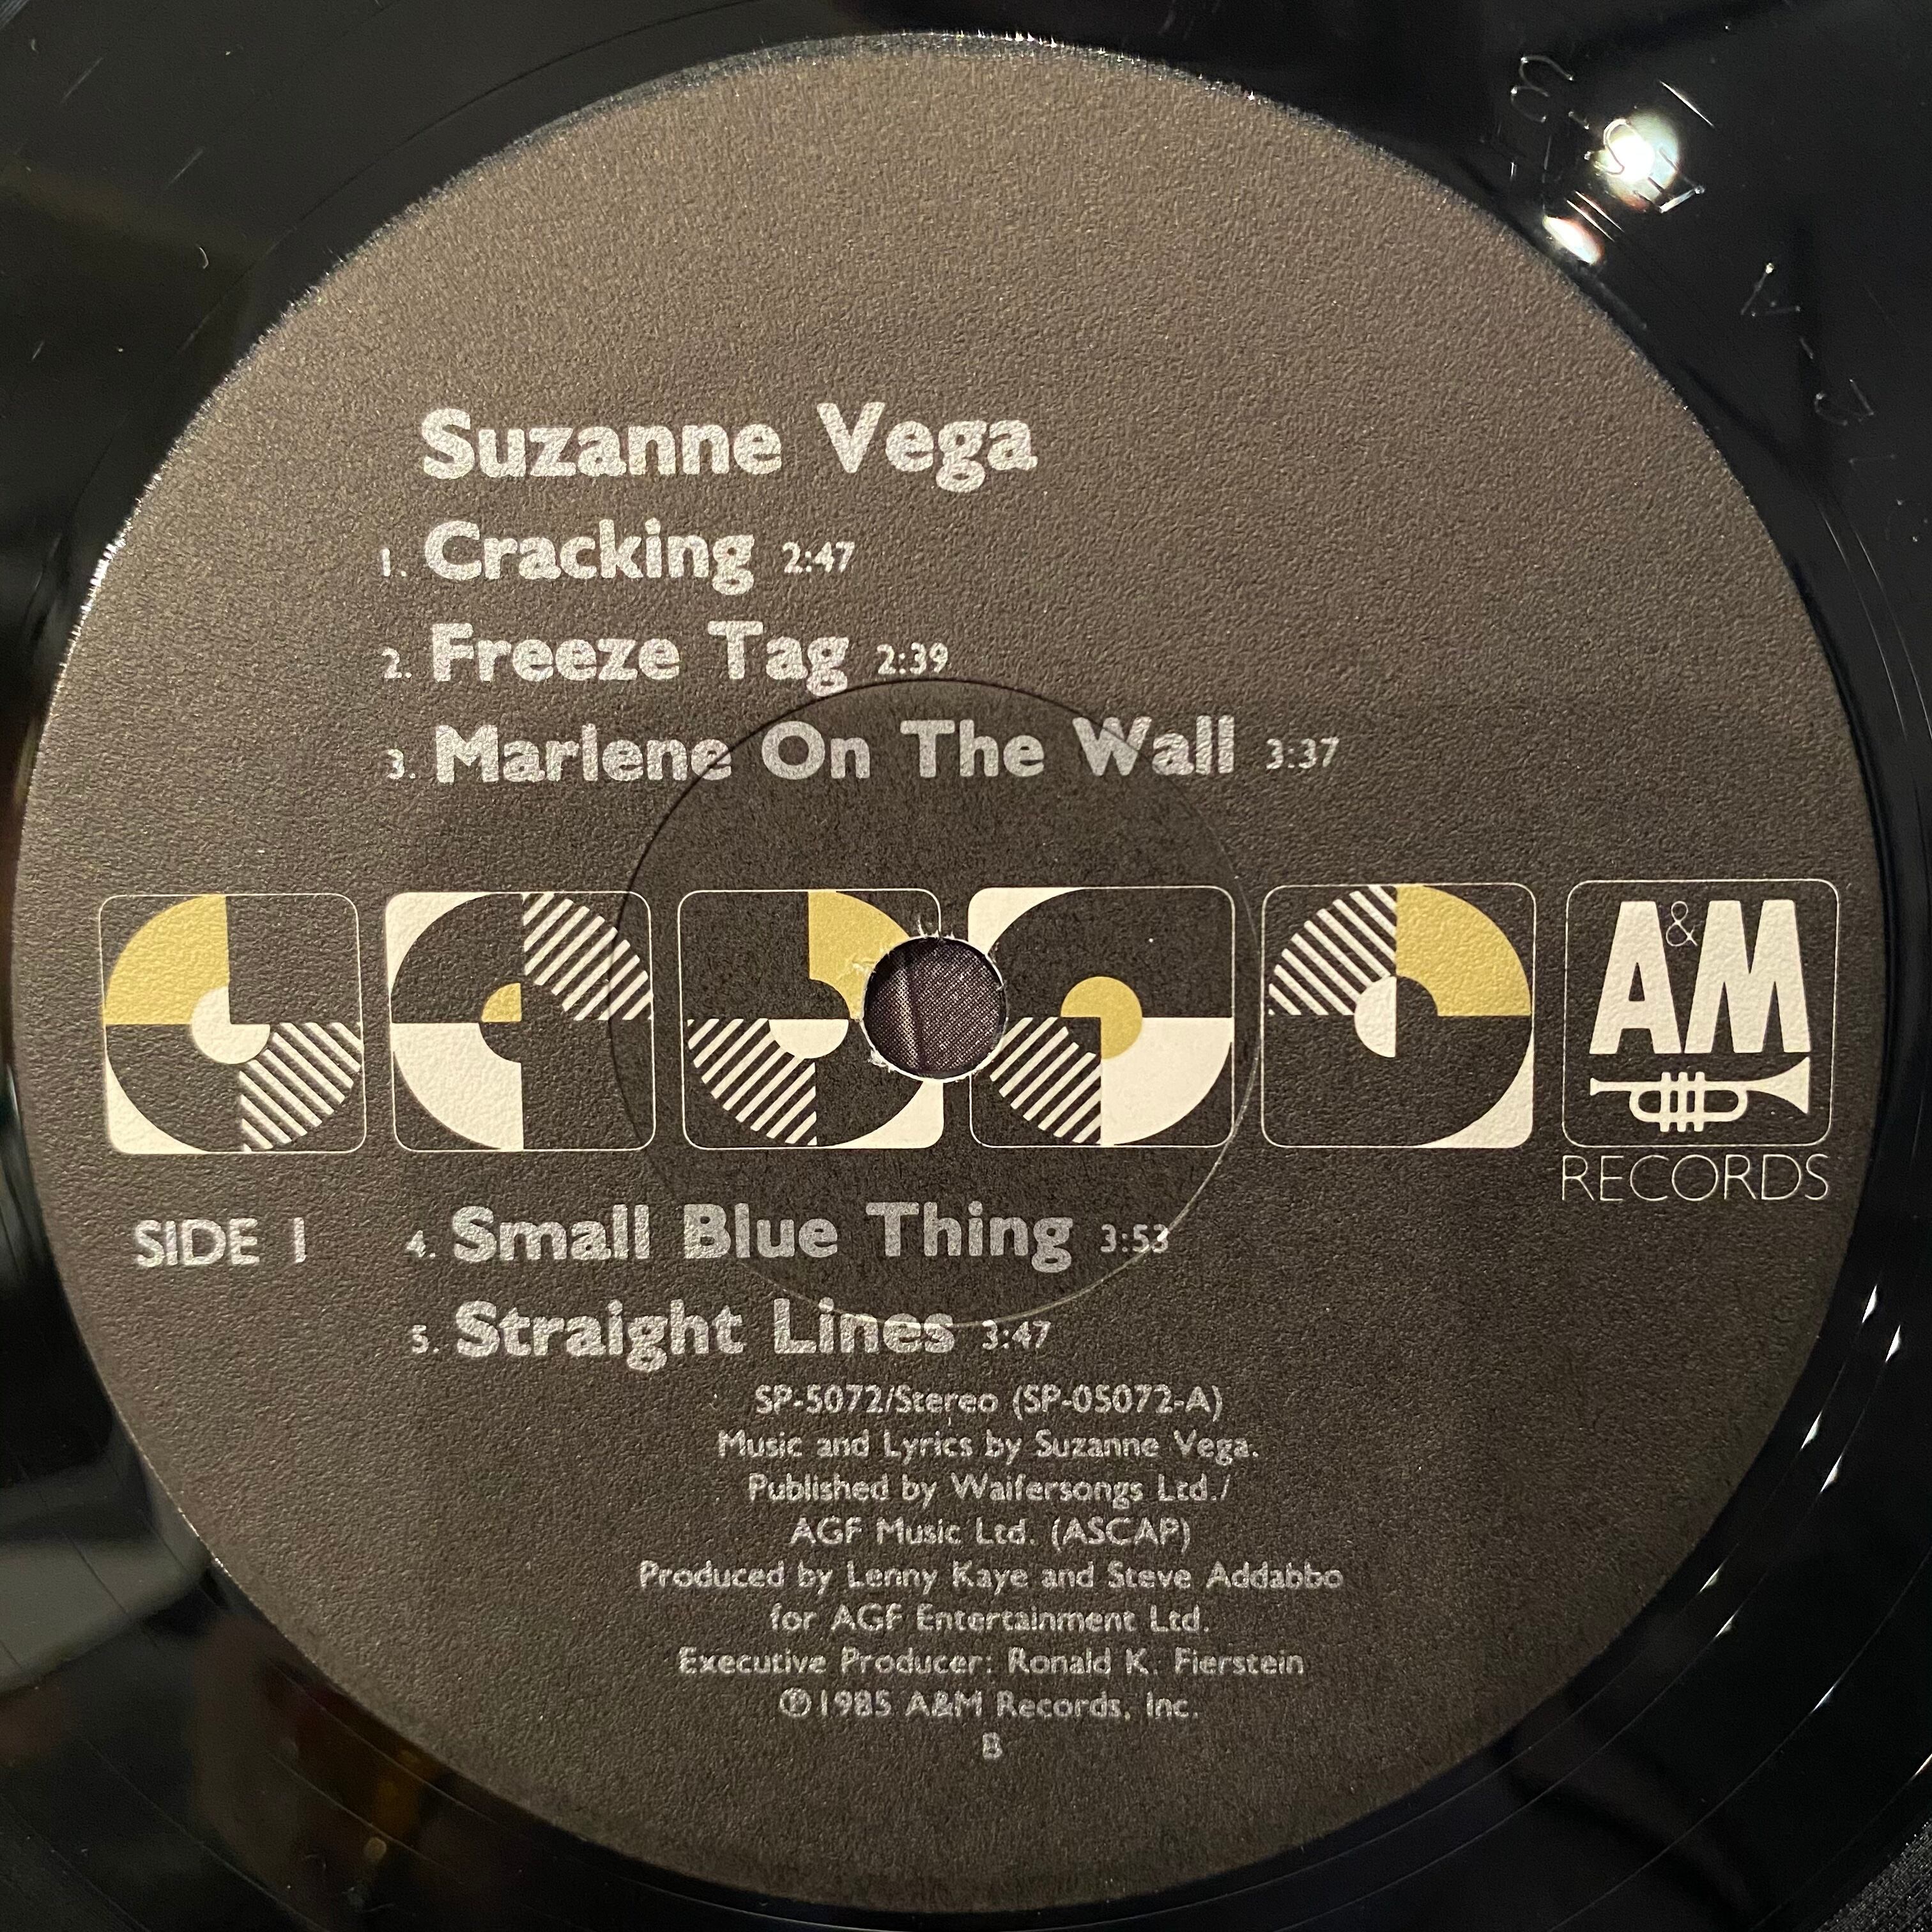 Suzanne Vega
1. Cracking 2:47
2. Freeze Tag 2:39
3. Marlene On The Wall 3:37
A&M
RECORDS
SIDE 1
4. Small Blue Thing 3:53
5. Straight Lines 3:47
SP-5072/Stereo (SP-05072-A)
Music and Lyrics by Suzanne Vega.
Published by Waifersongs Ltd./
AGF Music Ltd. (ASCAP)
Produced by Lenny Kaye and Steve Addabbo
for AGF Entertainment Ltd.
Executive Producer: Ronald K. Fierstein
℗1985 A&M Records, Inc.
B